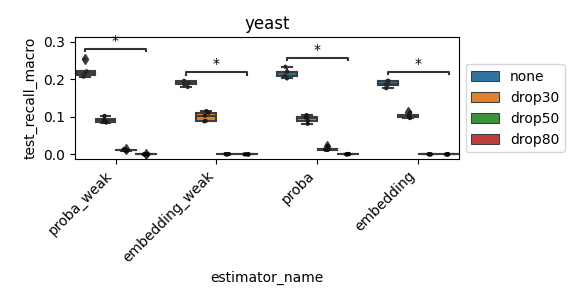 yeast
test_recall_macro
0.3
0.2
0.1
0.0
*
*
*
*
proba_weak
embedding_weak
proba
embedding
estimator_name
none
drop30
drop50
drop80